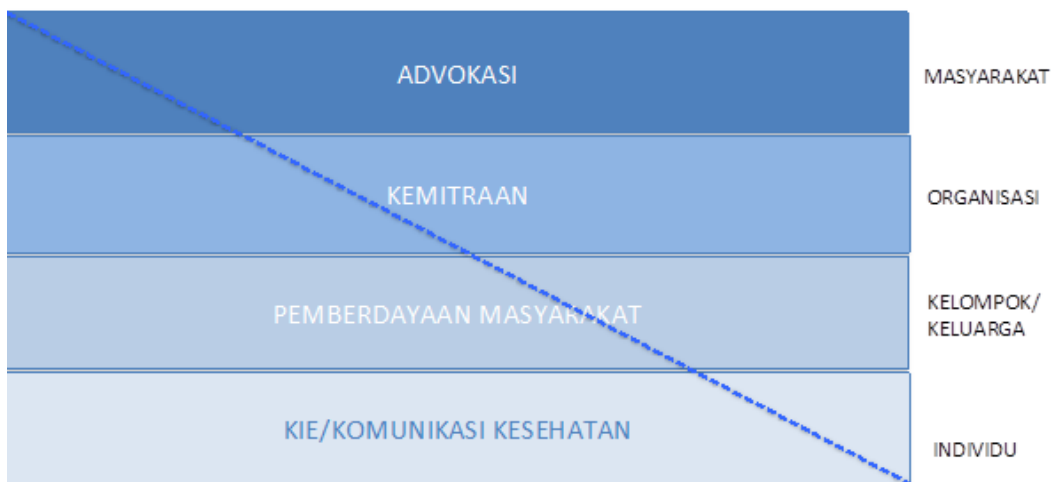 ADVOKASI
MASYARAKAT
KEMITRAAN
ORGANISASI
PEMBERDAYAAN MASYARAKAT
KELOMPOK/
KELUARGA
KIE/KOMUNIKASI KESEHATAN
INDIVIDU